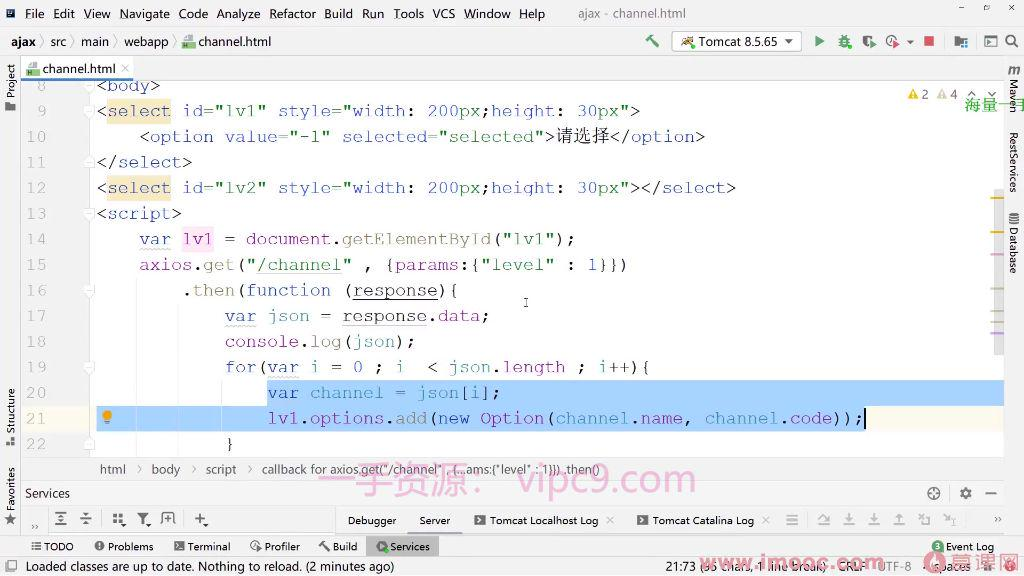 File Edit View Navigate Code Analyze Refactor Build Run Tools VCS Window Help ajax - channel.html
ajax src main webapp channel.html Tomcat 8.5.65
Project
channel.html
m
Maven
2 4
海量一手
RestServices
Database
8 <body>
9 <select id="lv1" style="width: 200px;height: 30px">
10 <option value="-1" selected="selected">请选择</option>
11 </select>
12 <select id="lv2" style="width: 200px;height: 30px"></select>
13 <script>
14 var lv1 = document.getElementById("lv1");
15 axios.get("/channel" , {params:{"level" : 1}})
16 .then(function (response){
17 var json = response.data;
18 console.log(json);
19 for(var i = 0 ; i < json.length ; i++){
20 var channel = json[i];
21 lv1.options.add(new Option(channel.name, channel.code));
22 }
Structure
Favorites
html body script callback for axios.get("/channel" , {...ams:{"level" : 1}}) .then()
一手资源： vipc9.com
Services
Debugger Server Tomcat Localhost Log Tomcat Catalina Log
TODO Problems Terminal Profiler Build Services 3 Event Log
Loaded classes are up to date. Nothing to reload. (2 minutes ago) 21:73 CRLF UTF-8 4 spaces
www.imooc.com 慕课网